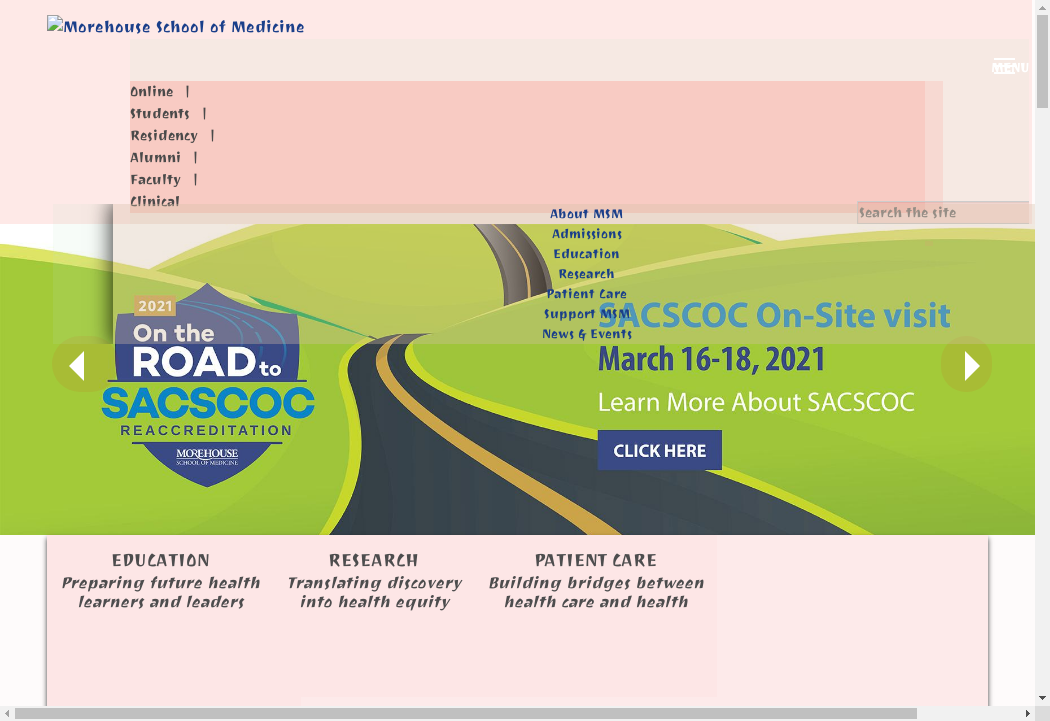 Morehouse School of Medicine
MENU
Online |
Students |
Residency |
Alumni |
Faculty |
Clinical
Search the site
About MSM
Admissions
Education
Research
Patient Care
Support MSM
News & Events
2021
On the
ROAD to
SACSCOC
REACCREDITATION
MOREHOUSE
SCHOOL OF MEDICINE
SACSCOC On-Site visit
March 16-18, 2021
Learn More About SACSCOC
CLICK HERE
EDUCATION
Preparing future health
learners and leaders
RESEARCH
Translating discovery
into health equity
PATIENT CARE
Building bridges between
health care and health